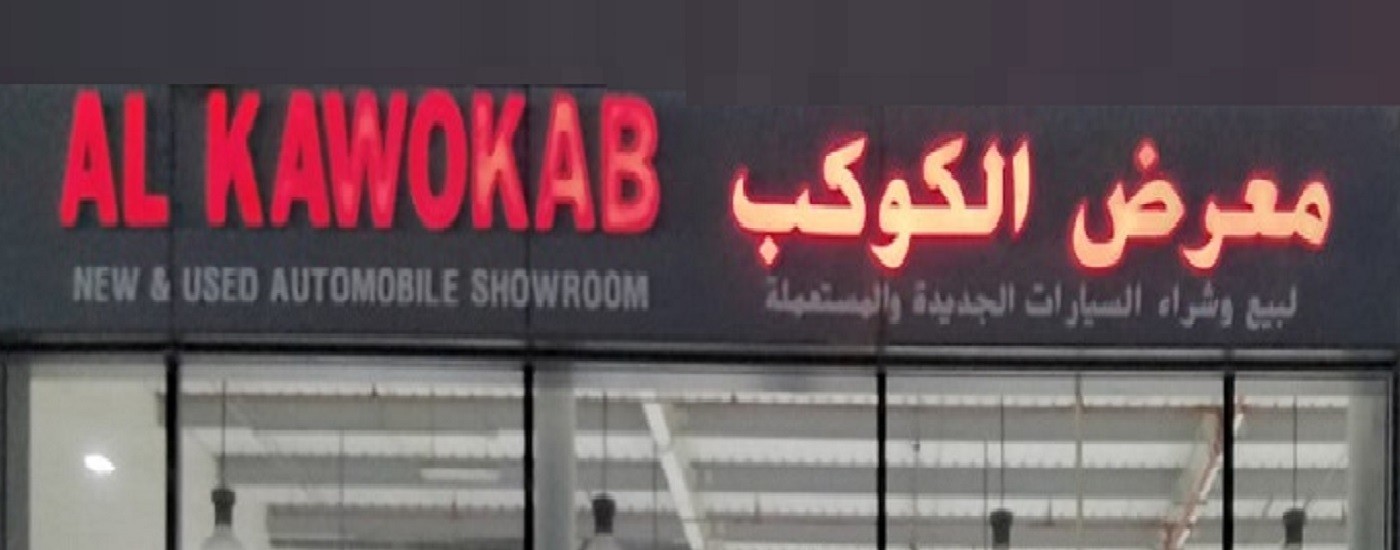 AL KAWOKAB
NEW & USED AUTOMOBILE SHOWROOM
معرض الكوكب
لبيع وشراء السيارات الجديدة والمستعملة